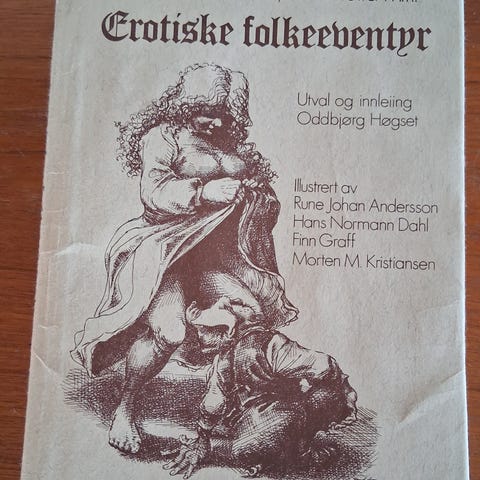 Erotiske folkeeventyr
Utval og innleiing
Oddbjørg Høgset
Illustrert av
Rune Johan Andersson
Hans Normann Dahl
Finn Graff
Morten M. Kristiansen